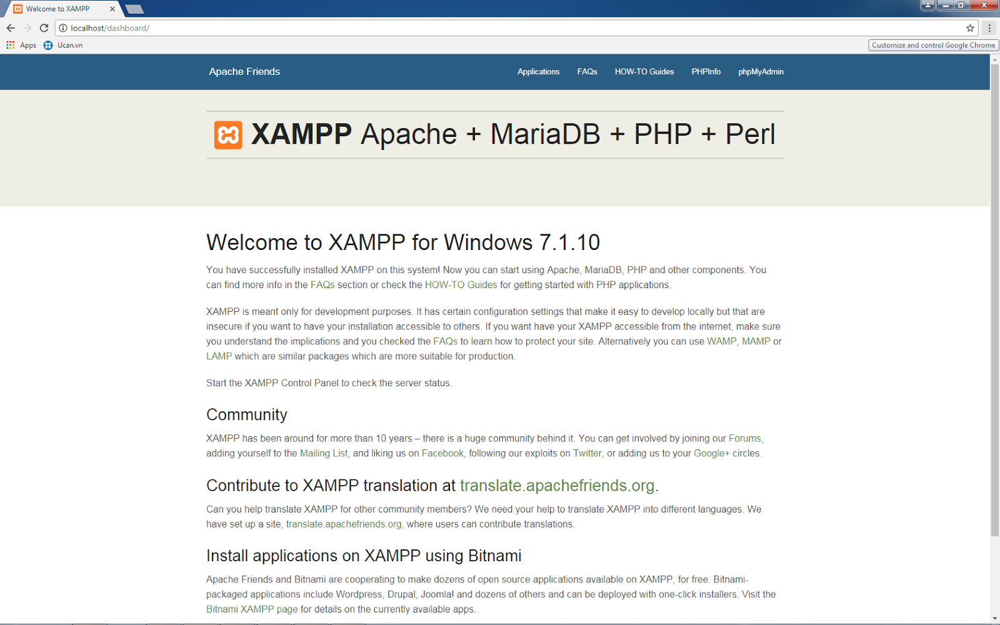 Welcome to XAMPP
localhost/dashboard/
Apps Ucan.vn
Customize and control Google Chrome
Apache Friends Applications FAQs HOW-TO Guides PHPInfo phpMyAdmin
XAMPP Apache + MariaDB + PHP + Perl
Welcome to XAMPP for Windows 7.1.10
You have successfully installed XAMPP on this system! Now you can start using Apache, MariaDB, PHP and other components. You
can find more info in the FAQs section or check the HOW-TO Guides for getting started with PHP applications.
XAMPP is meant only for development purposes. It has certain configuration settings that make it easy to develop locally but that are
insecure if you want to have your installation accessible to others. If you want have your XAMPP accessible from the internet, make sure
you understand the implications and you checked the FAQs to learn how to protect your site. Alternatively you can use WAMP, MAMP or
LAMP which are similar packages which are more suitable for production.
Start the XAMPP Control Panel to check the server status.
Community
XAMPP has been around for more than 10 years – there is a huge community behind it. You can get involved by joining our Forums,
adding yourself to the Mailing List, and liking us on Facebook, following our exploits on Twitter, or adding us to your Google+ circles.
Contribute to XAMPP translation at translate.apachefriends.org.
Can you help translate XAMPP for other community members? We need your help to translate XAMPP into different languages. We
have set up a site, translate.apachefriends.org, where users can contribute translations.
Install applications on XAMPP using Bitnami
Apache Friends and Bitnami are cooperating to make dozens of open source applications available on XAMPP, for free. Bitnami-
packaged applications include Wordpress, Drupal, Joomla! and dozens of others and can be deployed with one-click installers. Visit the
Bitnami XAMPP page for details on the currently available apps.